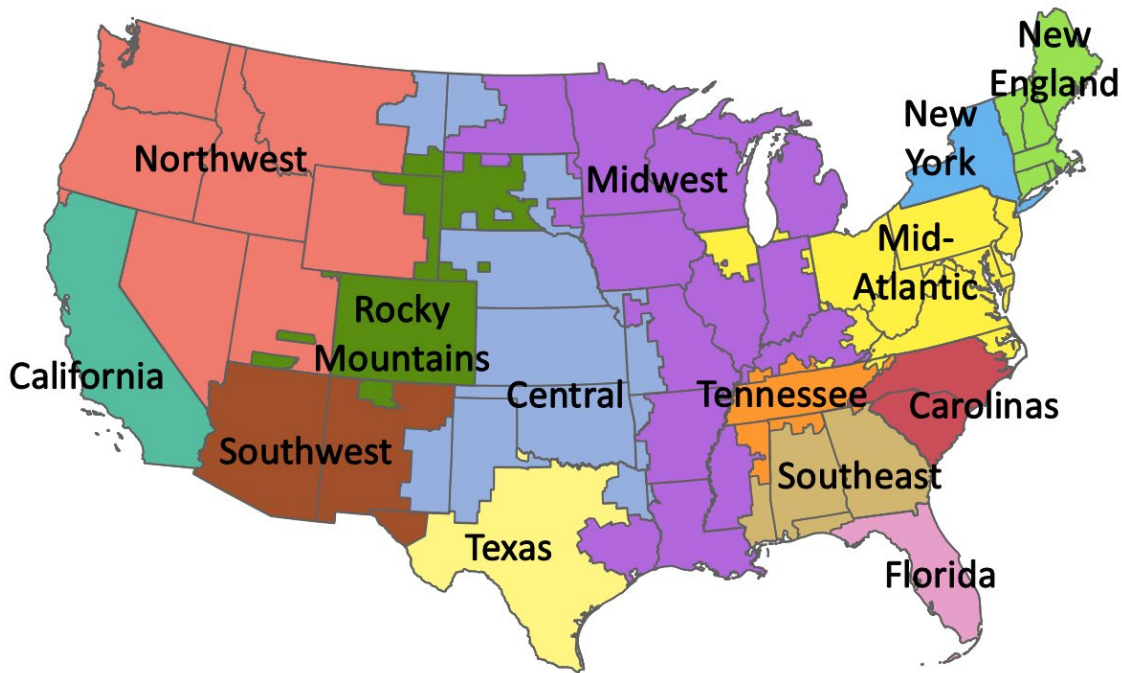 New
England
New
York
Northwest
Midwest
Mid-
Atlantic
Rocky
Mountains
California
Central
Tennessee
Carolinas
Southwest
Southeast
Texas
Florida